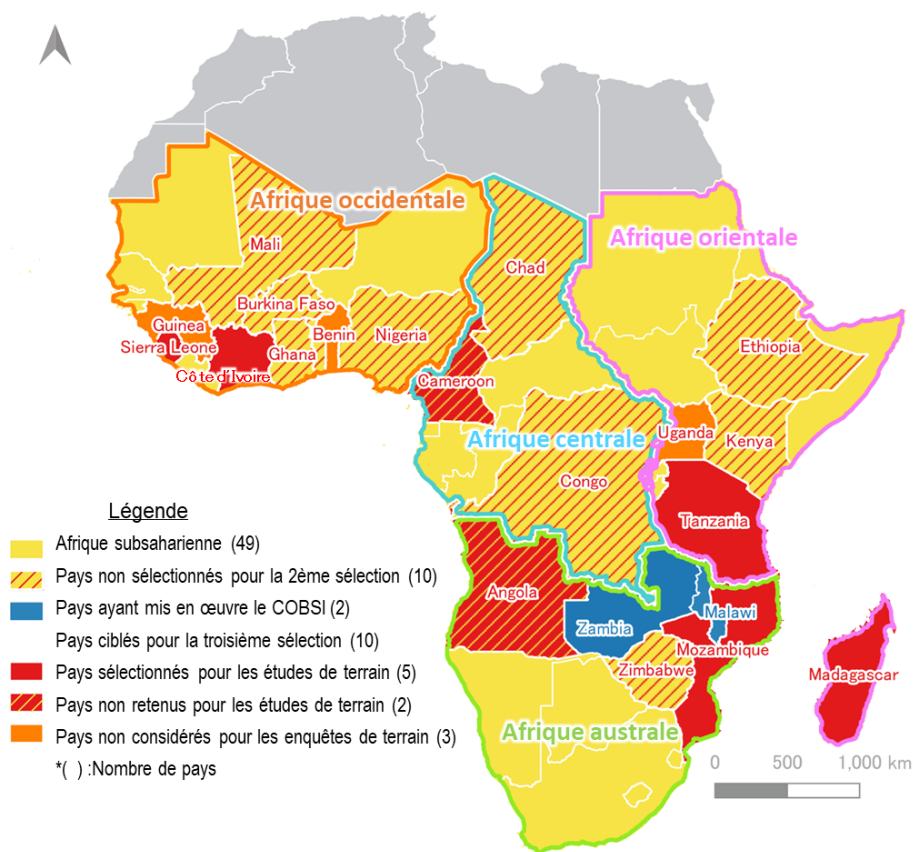 Afrique occidentale
Afrique orientale
Mali
Chad
Burkina Faso
Guinea
Benin
Nigeria
Ethiopia
Sierra Leone
Ghana
Côte d'Ivoire
Cameroon
Uganda
Kenya
Afrique centrale
Congo
Tanzania
Légende
Afrique subsaharienne (49)
Pays non sélectionnés pour la 2ème sélection (10)
Pays ayant mis en œuvre le COBSI (2)
Pays ciblés pour la troisième sélection (10)
Pays sélectionnés pour les études de terrain (5)
Pays non retenus pour les études de terrain (2)
Pays non considérés pour les enquêtes de terrain (3)
*( ) :Nombre de pays
Angola
Malawi
Zambia
Mozambique
Zimbabwe
Madagascar
Afrique australe
0 500 1,000 km